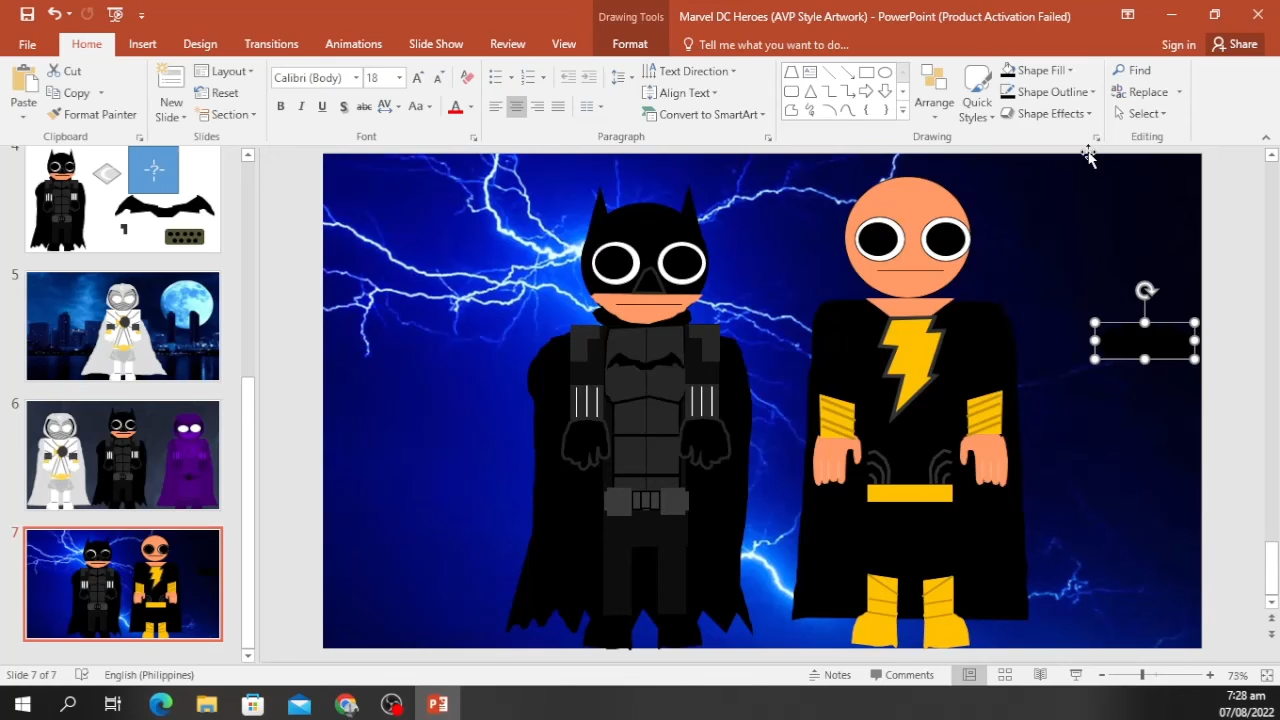 Drawing Tools
Marvel DC Heroes (AVP Style Artwork) - PowerPoint (Product Activation Failed)
File Home Insert Design Transitions Animations Slide Show Review View Format Tell me what you want to do... Sign in Share
Paste
Cut
Copy
Format Painter
Clipboard
New Slide
Layout
Reset
Section
Slides
Calibri (Body) 18
B I U S abc AV Aa A
Font
Text Direction
Align Text
Convert to SmartArt
Paragraph
Arrange
Quick Styles
Shape Fill
Shape Outline
Shape Effects
Drawing
Find
Replace
Select
Editing
4
?
5
6
7
Slide 7 of 7 English (Philippines) Notes Comments 73%
7:28 am
07/08/2022